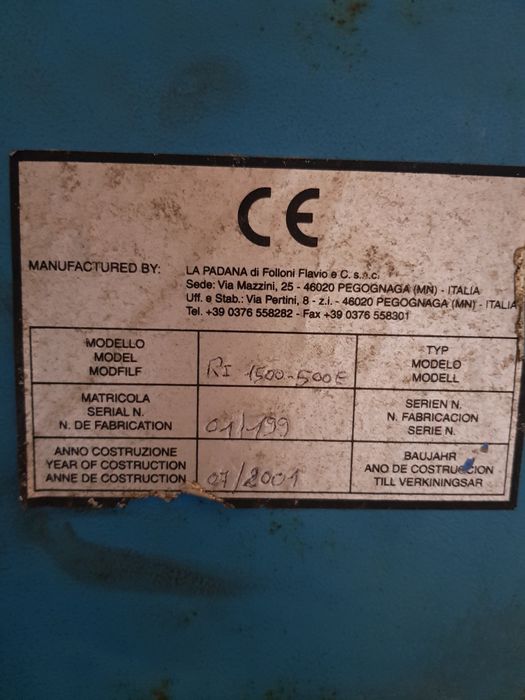 CE
MANUFACTURED BY: LA PADANA di Folloni Flavio e C. s.n.c.
Sede: Via Mazzini, 25 - 46020 PEGOGNAGA (MN) - ITALIA
Uff. e Stab.: Via Pertini, 8 - z.i. - 46020 PEGOGNAGA (MN) - ITALIA
Tel. +39 0376 558282 - Fax +39 0376 558301
MODELLO
MODEL
MODFILF
RI 1500-500E
TYP
MODELO
MODELL
MATRICOLA
SERIAL N.
N. DE FABRICATION
01/199
SERIEN N.
N. FABRICACION
SERIE N.
ANNO COSTRUZIONE
YEAR OF COSTRUCTION
ANNE DE COSTRUCTION
07/2001
BAUJAHR
ANO DE COSTRUCCION
TILL VERKININGSAR